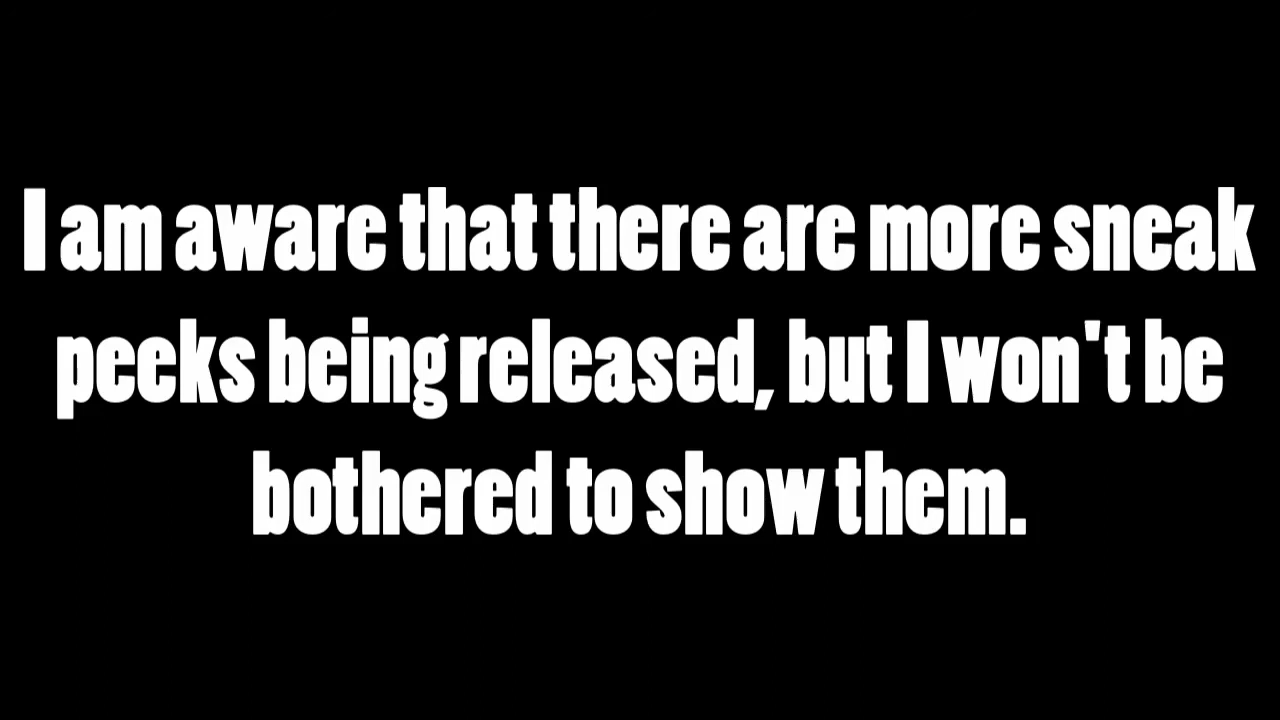 I am aware that there are more sneak
peeks being released, but I won't be
bothered to show them.